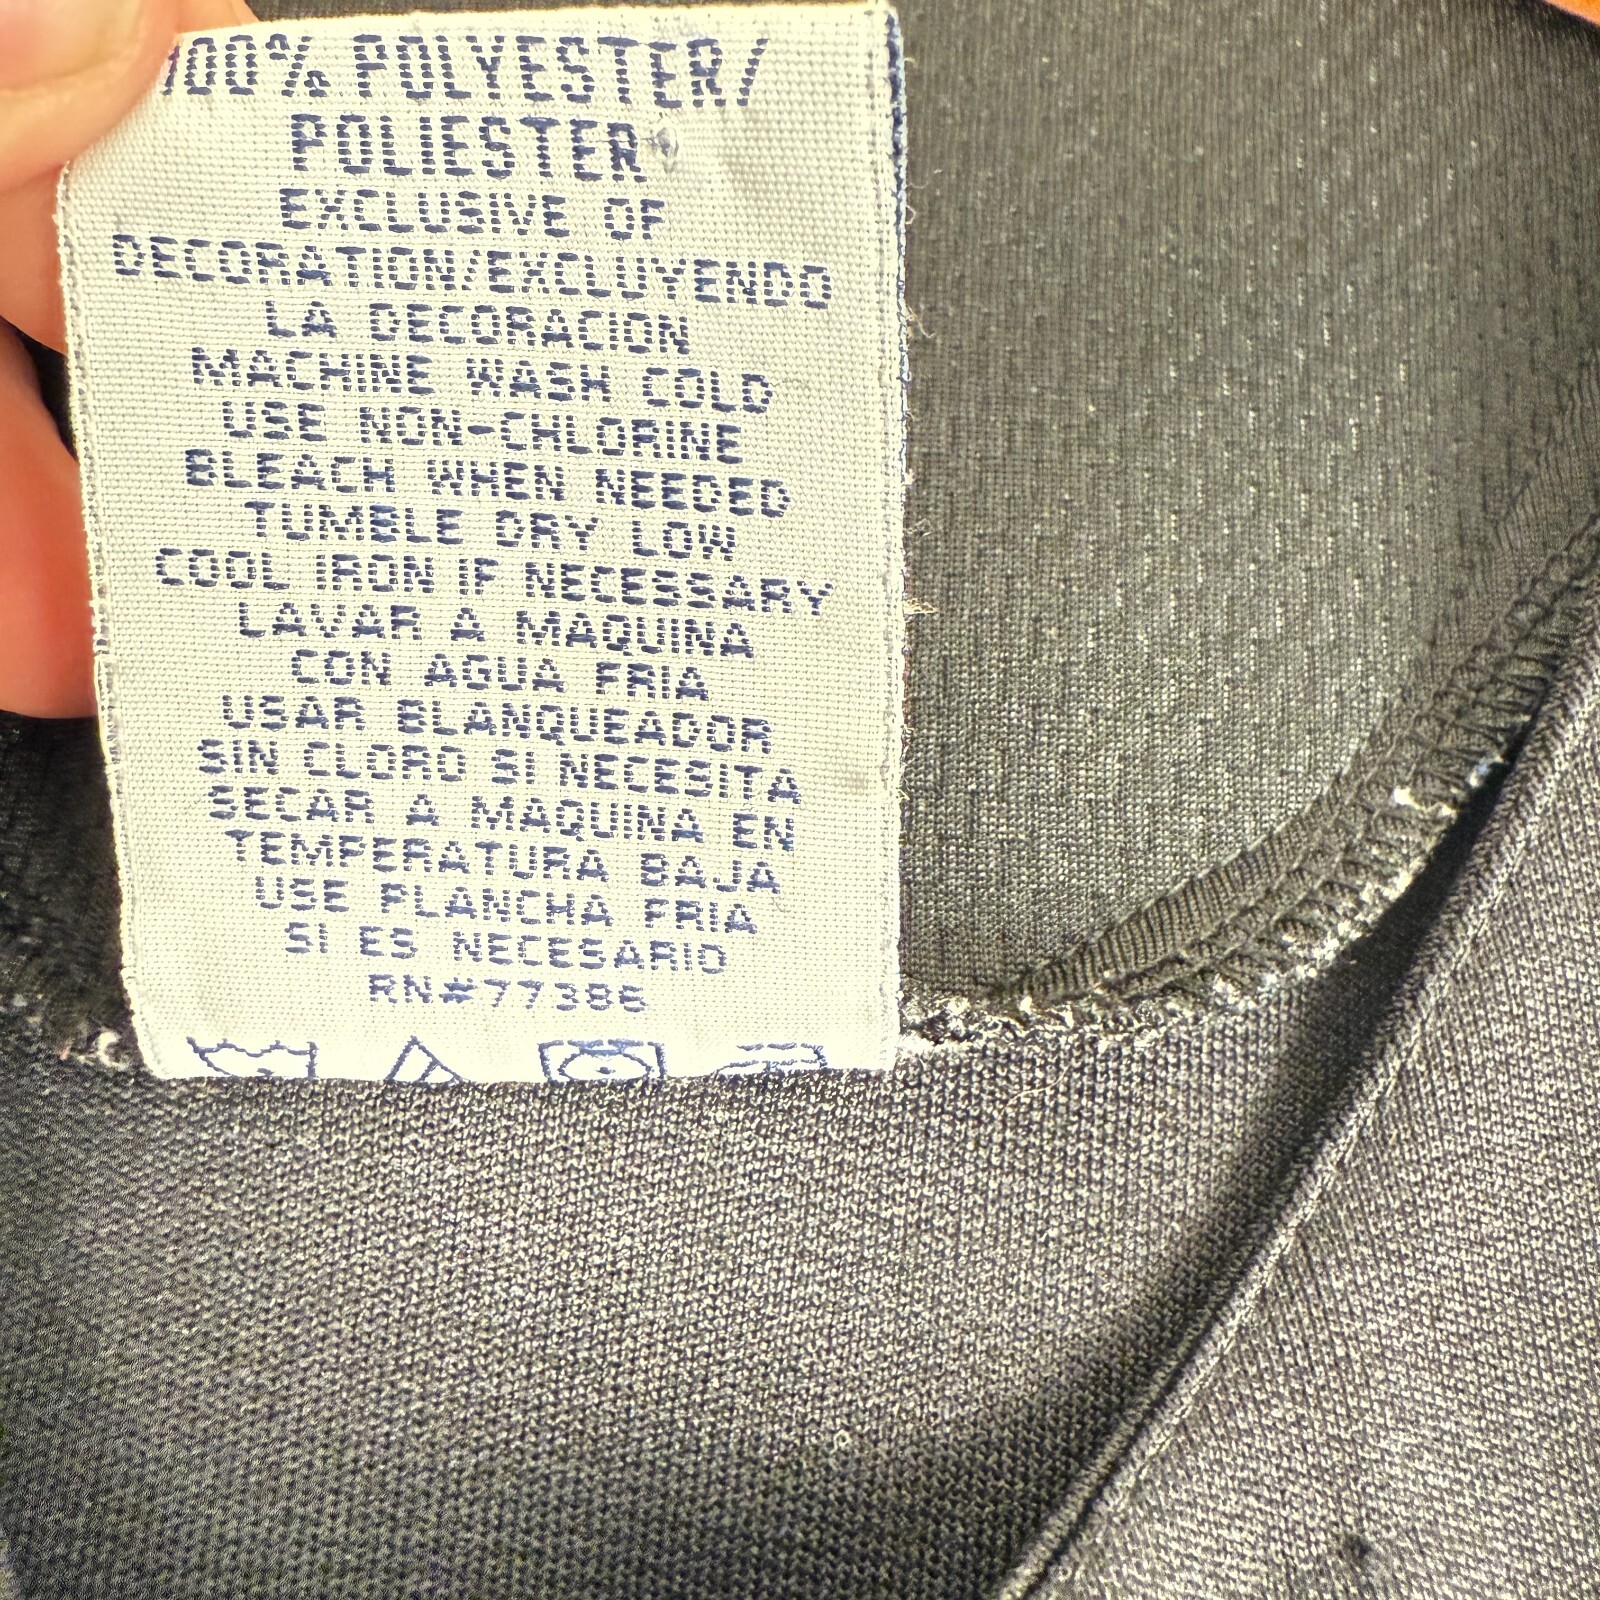 100% POLYESTER/
POLIESTER
EXCLUSIVE OF
DECORATION/EXCLUYENDO
LA DECORACION
MACHINE WASH COLD
USE NON-CHLORINE
BLEACH WHEN NEEDED
TUMBLE DRY LOW
COOL IRON IF NECESSARY
LAVAR A MAQUINA
CON AGUA FRIA
USAR BLANQUEADOR
SIN CLORO SI NECESITA
SECAR A MAQUINA EN
TEMPERATURA BAJA
USE PLANCHA FRIA
SI ES NECESARIO
RN#77386